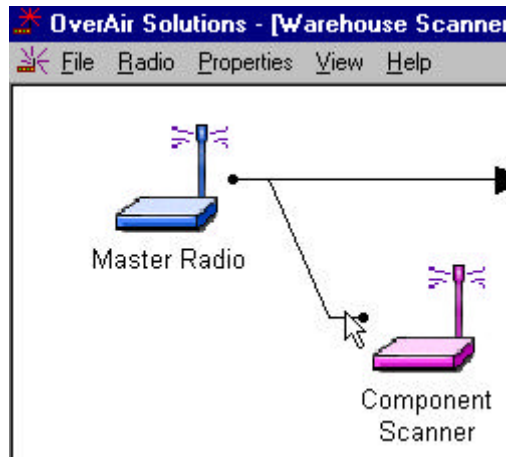 OverAir Solutions - [Warehouse Scanner
File Radio Properties View Help
Master Radio
Component
Scanner